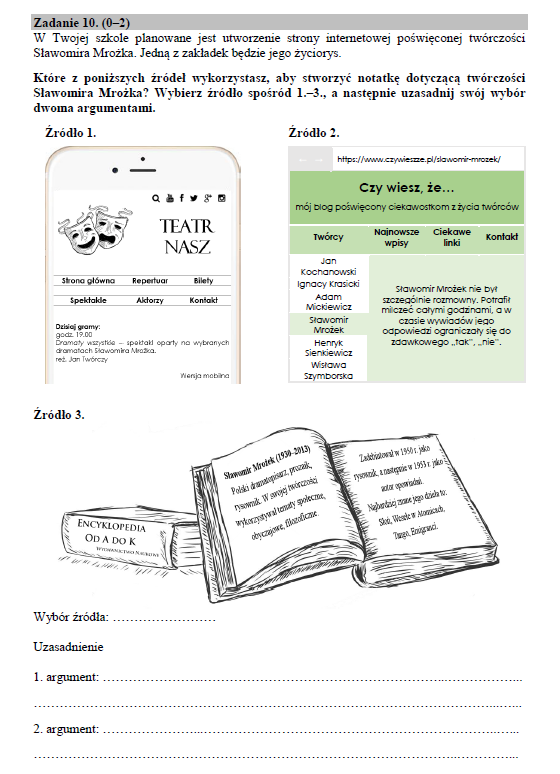 Zadanie 10. (0–2)
W Twojej szkole planowane jest utworzenie strony internetowej poświęconej twórczości
Sławomira Mrożka. Jedną z zakładek będzie jego życiorys.
Które z poniższych źródeł wykorzystasz, aby stworzyć notatkę dotyczącą twórczości
Sławomira Mrożka? Wybierz źródło spośród 1.–3., a następnie uzasadnij swój wybór
dwoma argumentami.
Źródło 1.
TEATR
NASZ
Strona główna Repertuar Bilety
Spektakle Aktorzy Kontakt
Dzisiaj gramy:
godz. 19.00
Dramaty wszystkie – spektakl oparty na wybranych
dramatach Sławomira Mrożka.
reż. Jan Twórczy
Wersja mobilna
Źródło 2.
https://www.czywiesze.pl/slawomir-mrozek/
Czy wiesz, że…
mój blog poświęcony ciekawostkom z życia twórców
Twórcy Najnowsze wpisy Ciekawe linki Kontakt
Jan
Kochanowski
Ignacy Krasicki
Adam
Mickiewicz
Sławomir
Mrożek
Henryk
Sienkiewicz
Wisława
Szymborska
Sławomir Mrożek nie był
szczególnie rozmowny. Potrafił
milczeć całymi godzinami, a w
czasie wywiadów jego
odpowiedzi ograniczały się do
zdawkowego „tak”, „nie”.
Źródło 3.
ENCYKLOPEDIA
OD A DO K
WYDAWNICTWO NAUKOWE
Sławomir Mrożek (1930–2013)
Polski dramatopisarz, prozaik,
rysownik. W swojej twórczości
wykorzystywał tematy społeczne,
obyczajowe, filozoficzne.
Zadebiutował w 1950 r. jako
rysownik, a następnie w 1953 r. jako
autor opowiadań.
Najbardziej znane jego dzieła to:
Słoń, Wesele w Atomicach,
Tango, Emigranci.
Wybór źródła: ……………………
Uzasadnienie
1. argument: …………………...…………………………………………...………………...
………………………………………………………………………………………...……...
2. argument: ………………………………………………………………………...……...
………………………………………………………………………………………...……...